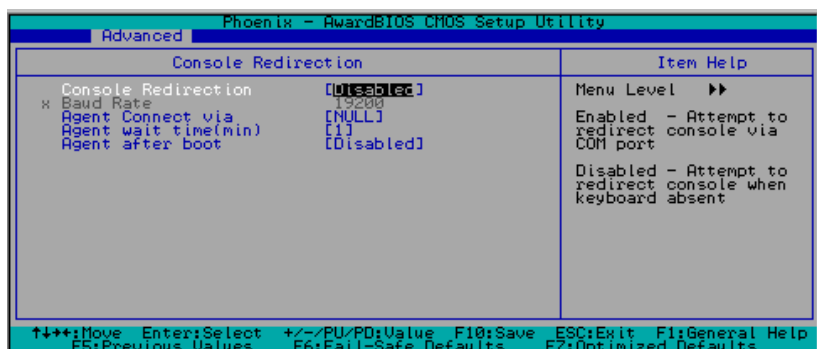 Phoenix - AwardBIOS CMOS Setup Utility
Advanced
Console Redirection
Item Help
Console Redirection [Disabled]
x Baud Rate 19200
Agent Connect via [NULL]
Agent wait time(min) [1]
Agent after boot [Disabled]
Menu Level ▶▶
Enabled - Attempt to
redirect console via
COM port
Disabled - Attempt to
redirect console when
keyboard absent
↑↓→←:Move Enter:Select +/-/PU/PD:Value F10:Save ESC:Exit F1:General Help
F5:Previous Values F6:Fail-Safe Defaults F7:Optimized Defaults